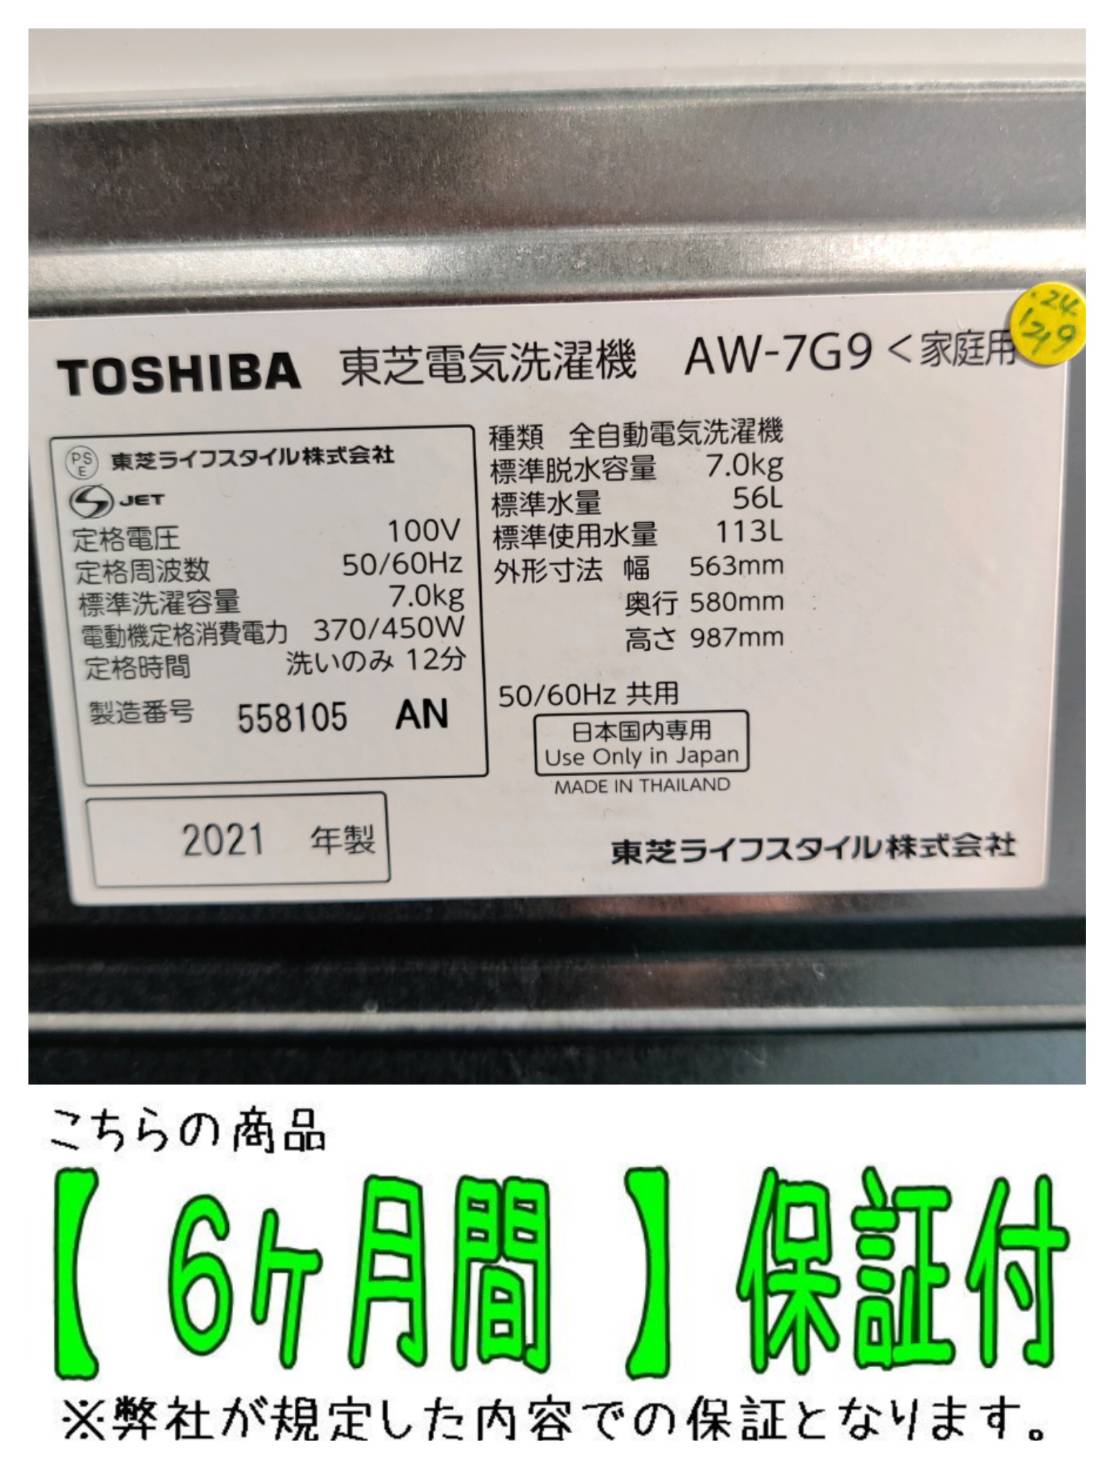 TOSHIBA 東芝電気洗濯機 AW-7G9 <家庭用
.24
1219
PS
E 東芝ライフスタイル株式会社
S JET
定格電圧 100V
定格周波数 50/60Hz
標準洗濯容量 7.0kg
電動機定格消費電力 370/450W
定格時間 洗いのみ 12分
製造番号 558105 AN
2021 年製
種類 全自動電気洗濯機
標準脱水容量 7.0kg
標準水量 56L
標準使用水量 113L
外形寸法 幅 563mm
奥行 580mm
高さ 987mm
50/60Hz 共用
日本国内専用
Use Only in Japan
MADE IN THAILAND
東芝ライフスタイル株式会社
こちらの商品
【 6ケ月間 】保証付
※弊社が規定した内容での保証となります。